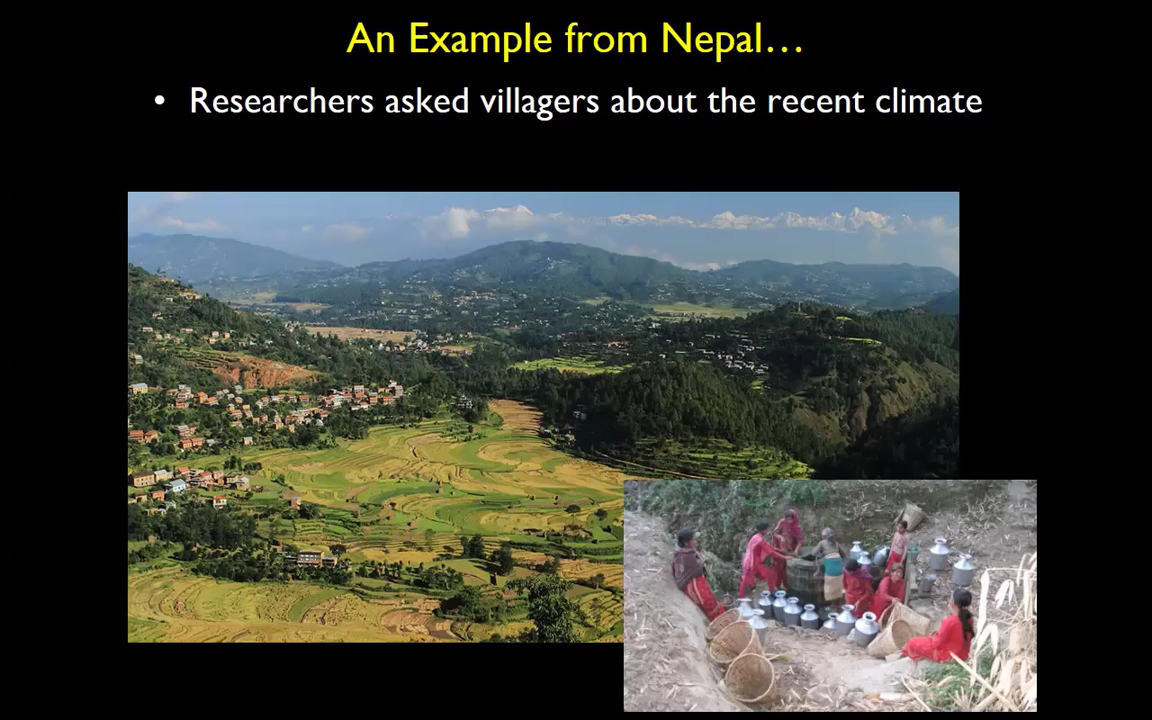 An Example from Nepal…
• Researchers asked villagers about the recent climate